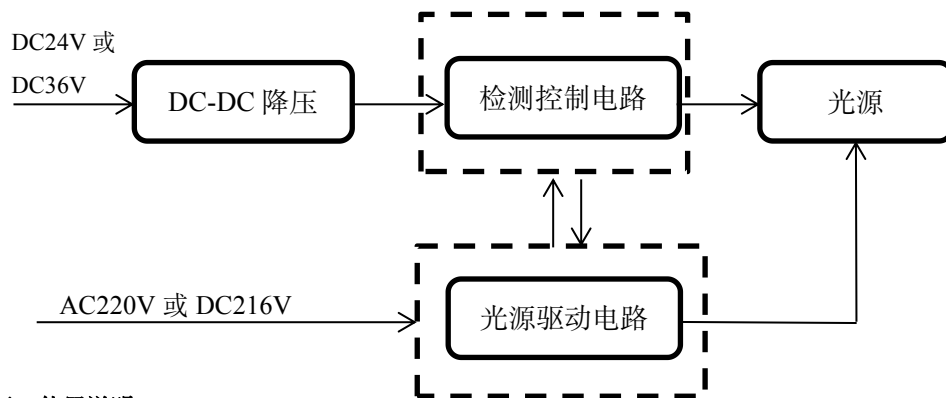 DC24V 或
DC36V
DC-DC 降压
检测控制电路
光源
AC220V 或 DC216V
光源驱动电路